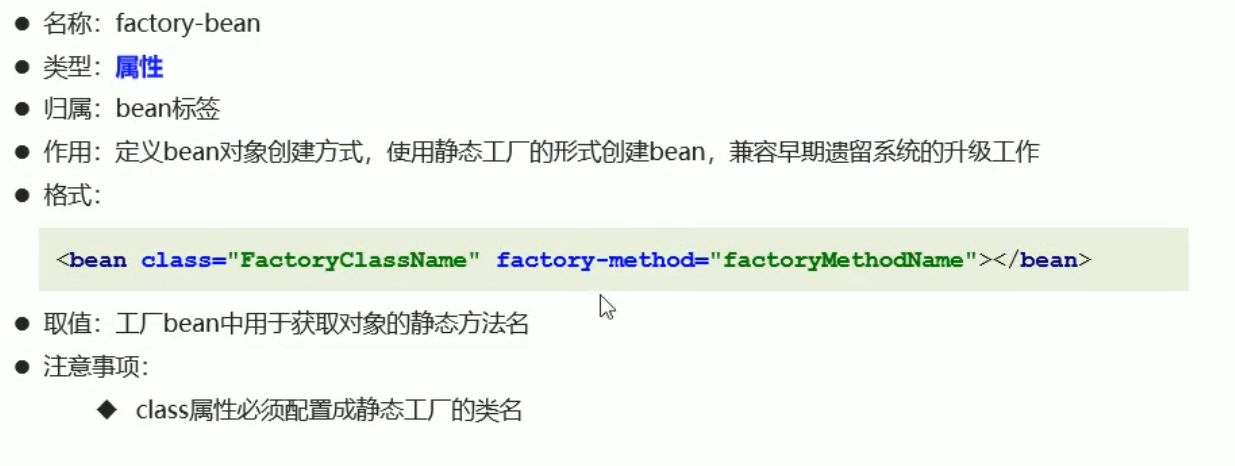 ● 名称：factory-bean
● 类型：属性
● 归属：bean标签
● 作用：定义bean对象创建方式，使用静态工厂的形式创建bean，兼容早期遗留系统的升级工作
● 格式：
<bean class="FactoryClassName" factory-method="factoryMethodName"></bean>
● 取值：工厂bean中用于获取对象的静态方法名
● 注意事项：
◆ class属性必须配置成静态工厂的类名